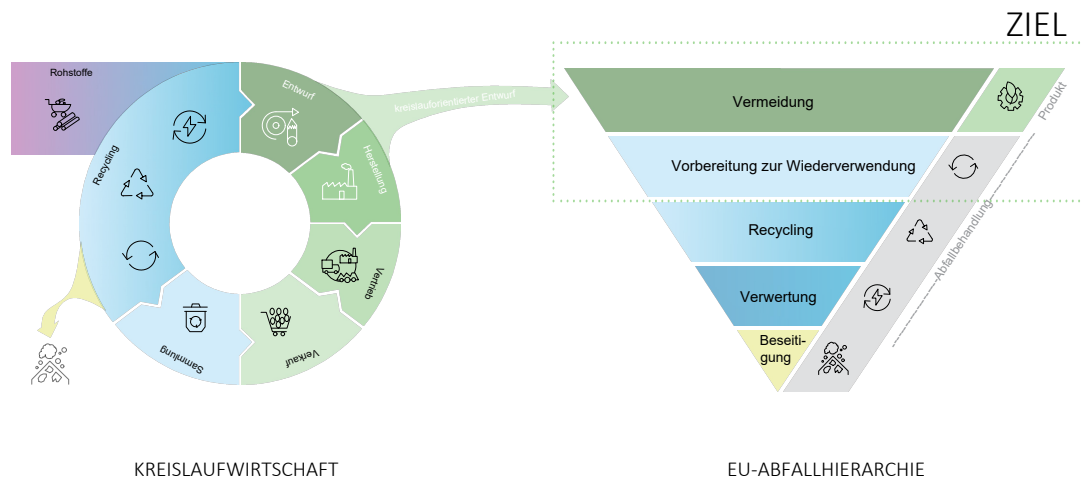 ZIEL
Rohstoffe
Entwurf
kreislauforientierter Entwurf
Herstellung
Vertrieb
Verkauf
Sammlung
Recycling
Vermeidung
Vorbereitung zur Wiederverwendung
Recycling
Verwertung
Beseiti-
gung
Produkt
Abfallbehandlung
KREISLAUFWIRTSCHAFT
EU-ABFALLHIERARCHIE